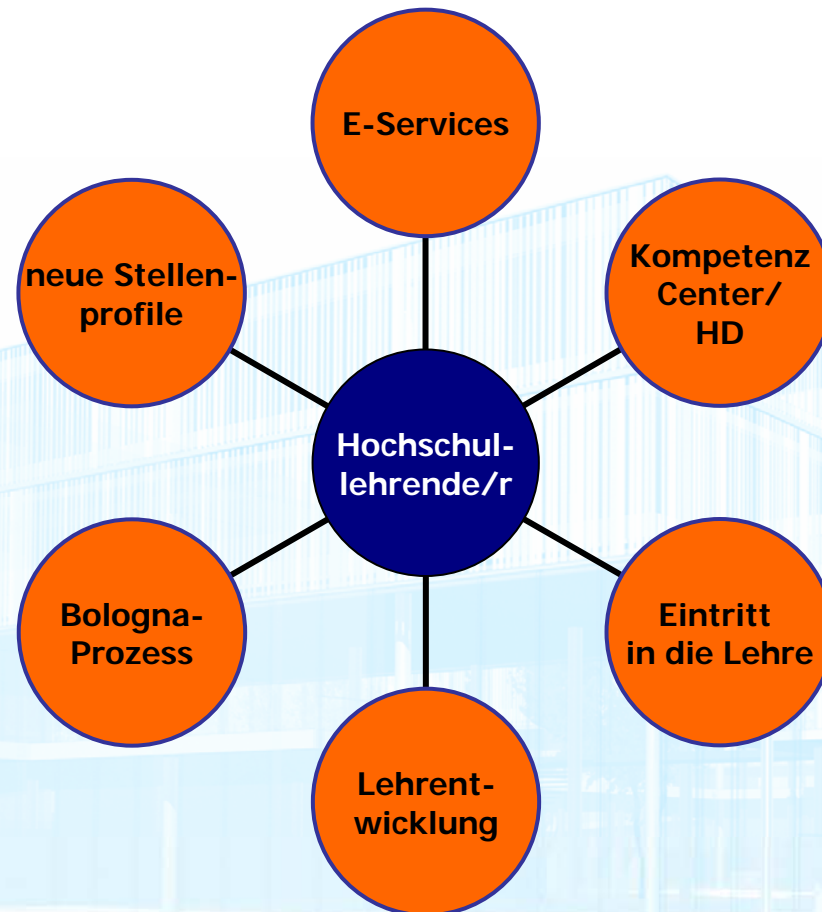 E-Services
neue Stellen-
profile
Kompetenz
Center/
HD
Hochschul-
lehrende/r
Bologna-
Prozess
Eintritt
in die Lehre
Lehrent-
wicklung